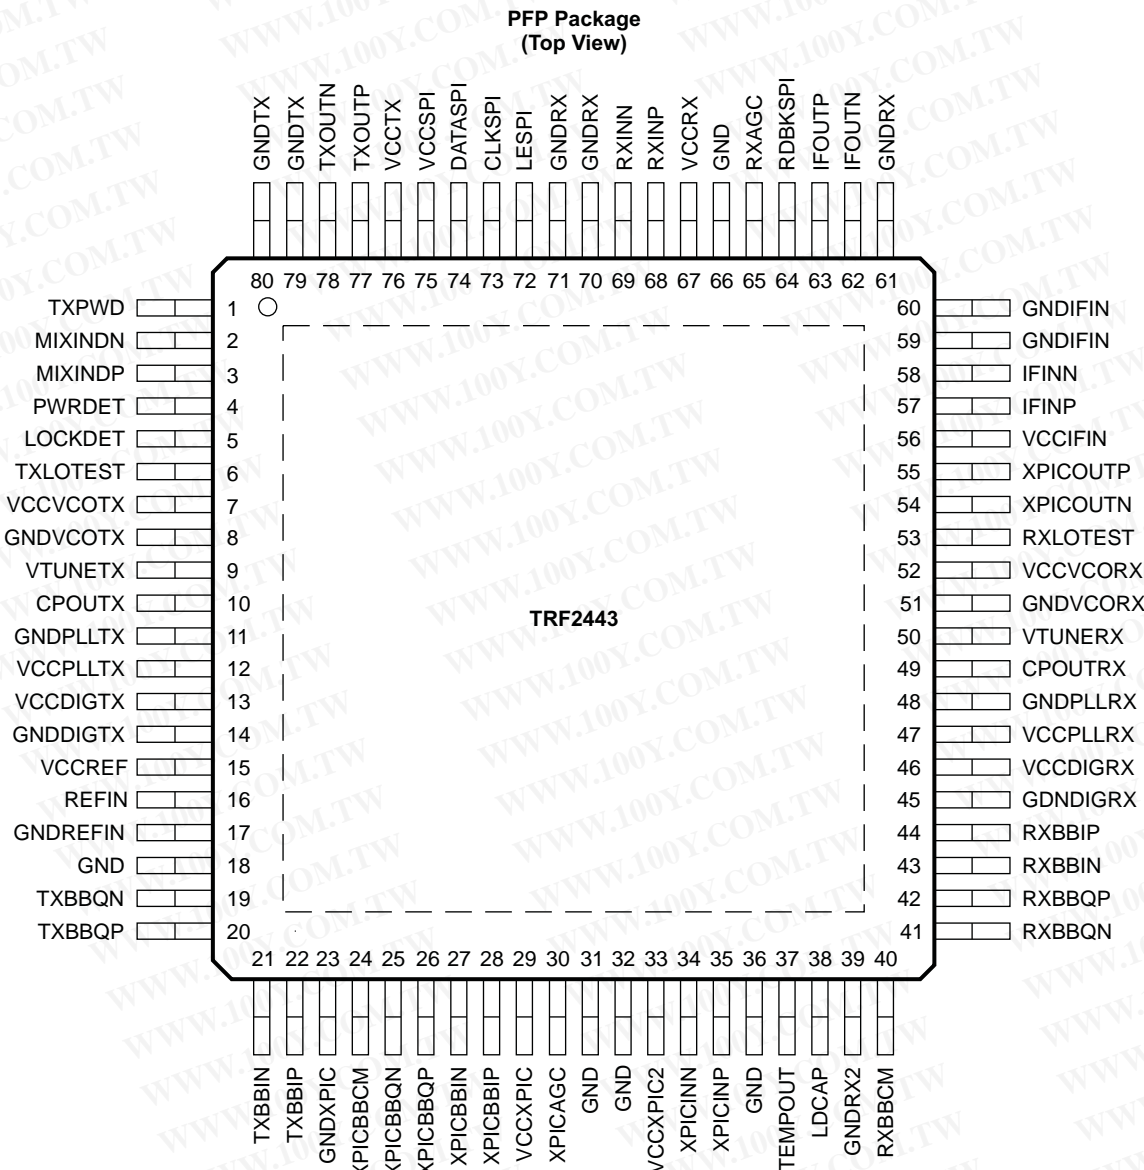 PFP Package
(Top View)
GNDTX
GNDTX
TXOUTN
TXOUTP
VCCTX
VCCSPI
DATASPI
CLKSPI
LESPI
GNDRX
GNDRX
RXINN
RXINP
VCCRX
GND
RXAGC
RDBKSPI
IFOUTP
IFOUTN
GNDRX
80 79 78 77 76 75 74 73 72 71 70 69 68 67 66 65 64 63 62 61
TXPWD 1
MIXINDN 2
MIXINDP 3
PWRDET 4
LOCKDET 5
TXLOTEST 6
VCCVCOTX 7
GNDVCOTX 8
VTUNETX 9
CPOUTX 10
GNDPLLTX 11
VCCPLLTX 12
VCCDIGTX 13
GNDDIGTX 14
VCCREF 15
REFIN 16
GNDREFIN 17
GND 18
TXBBQN 19
TXBBQP 20
TRF2443
60 GNDIFIN
59 GNDIFIN
58 IFINN
57 IFINP
56 VCCIFIN
55 XPICOUTP
54 XPICOUTN
53 RXLOTEST
52 VCCVCORX
51 GNDVCORX
50 VTUNERX
49 CPOUTRX
48 GNDPLLRX
47 VCCPLLRX
46 VCCDIGRX
45 GDNDIGRX
44 RXBBIP
43 RXBBIN
42 RXBBQP
41 RXBBQN
21 22 23 24 25 26 27 28 29 30 31 32 33 34 35 36 37 38 39 40
TXBBIN
TXBBIP
GNDXPIC
XPICBBCM
XPICBBQN
XPICBBQP
XPICBBIN
XPICBBIP
VCCXPIC
XPICAGC
GND
GND
VCCXPIC2
XPICINN
XPICINP
GND
TEMPOUT
LDCAP
GNDRX2
RXBBCM
WWW.100Y.COM.TW